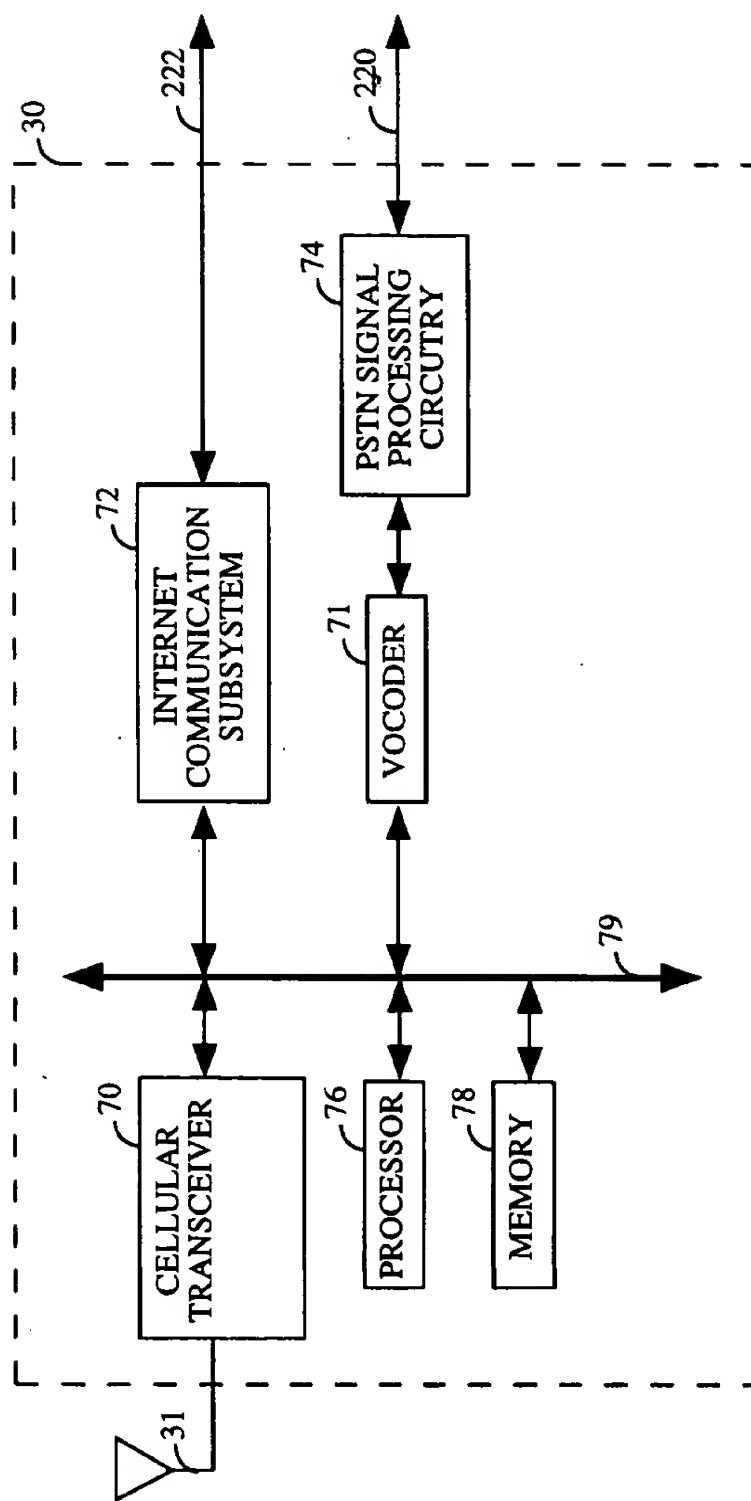 30
222
220
72
INTERNET
COMMUNICATION
SUBSYSTEM
74
PSTN SIGNAL
PROCESSING
CIRCUTRY
71
VOCODER
79
70
CELLULAR
TRANSCEIVER
76
PROCESSOR
78
MEMORY
31